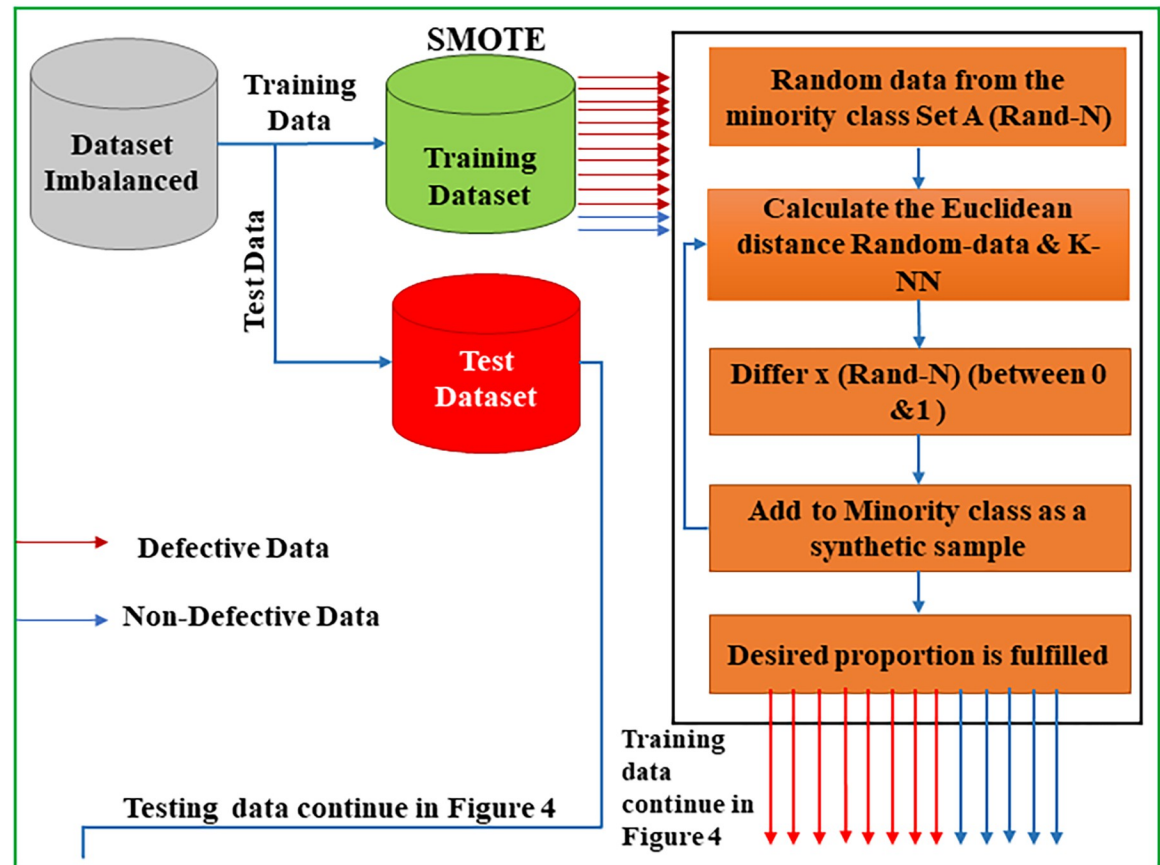 SMOTE
Dataset
Imbalanced
Training
Data
Training
Dataset
Test Data
Test
Dataset
Random data from the
minority class Set A (Rand-N)
Calculate the Euclidean
distance Random-data & K-
NN
Differ x (Rand-N) (between 0
&1 )
Add to Minority class as a
synthetic sample
Desired proportion is fulfilled
Defective Data
Non-Defective Data
Testing data continue in Figure 4
Training
data
continue in
Figure 4